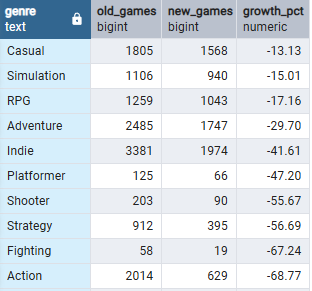 genre old_games new_games growth_pct
text bigint bigint numeric
Casual 1805 1568 -13.13
Simulation 1106 940 -15.01
RPG 1259 1043 -17.16
Adventure 2485 1747 -29.70
Indie 3381 1974 -41.61
Platformer 125 66 -47.20
Shooter 203 90 -55.67
Strategy 912 395 -56.69
Fighting 58 19 -67.24
Action 2014 629 -68.77